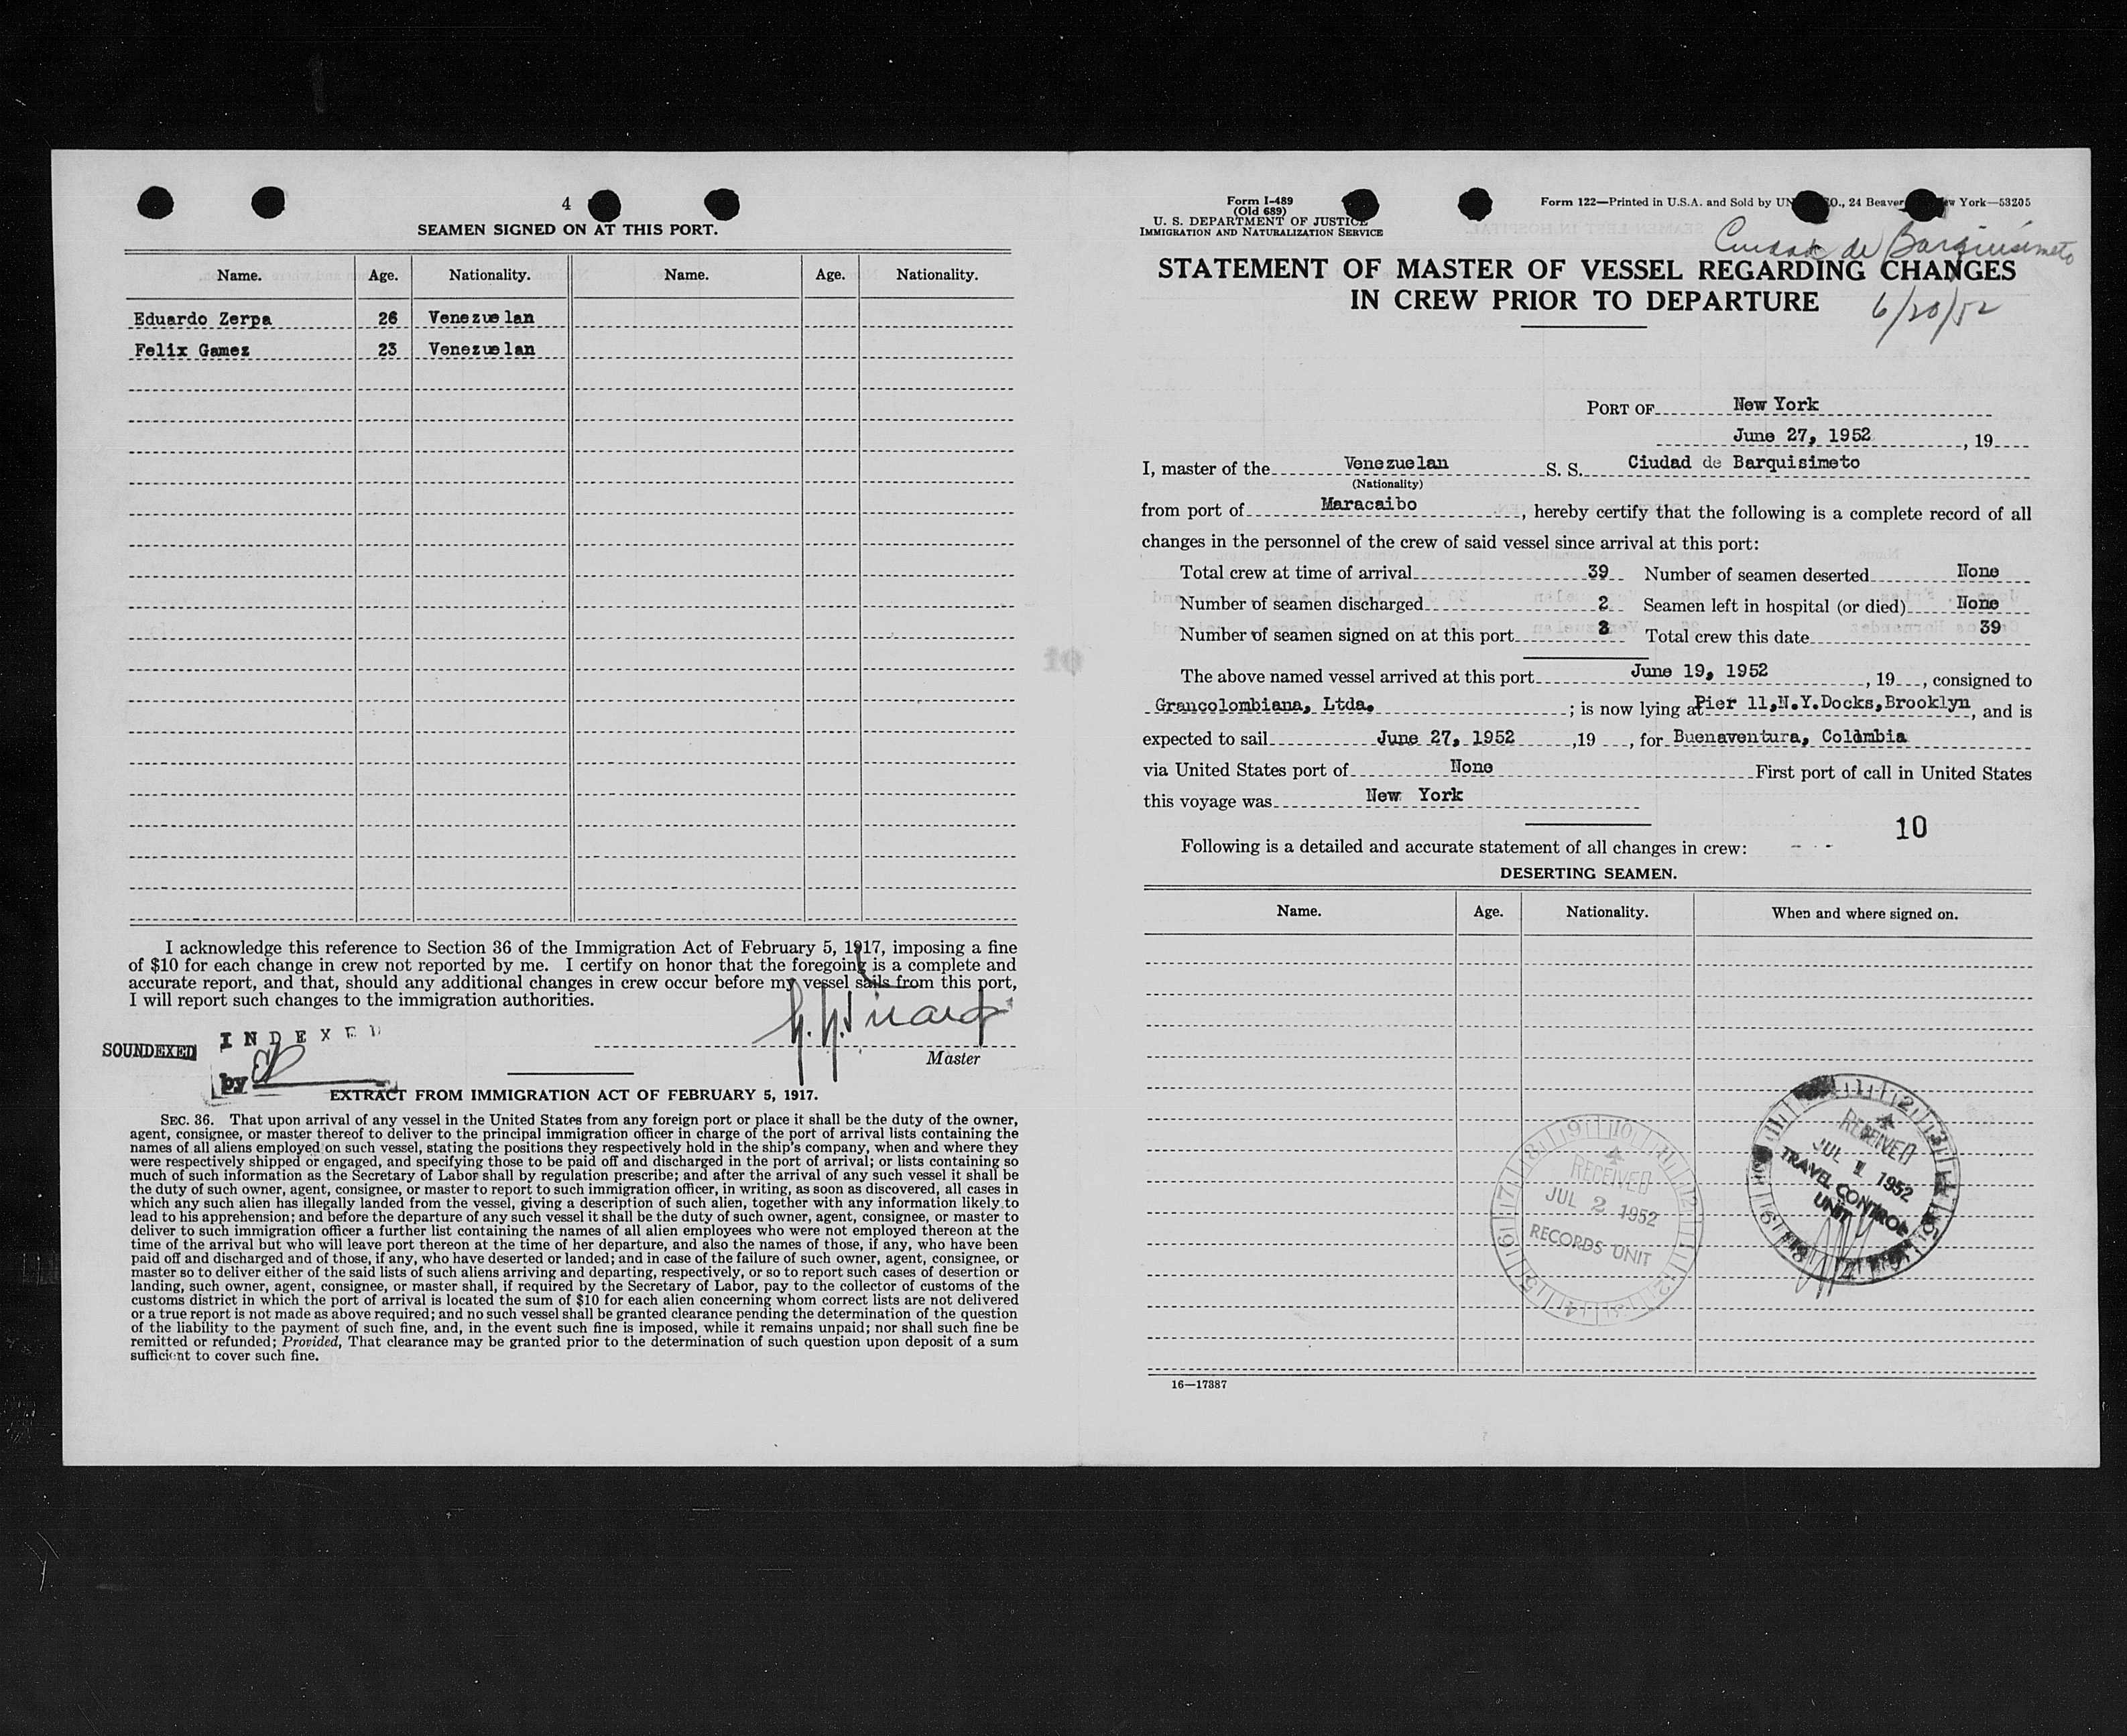 4
SEAMEN SIGNED ON AT THIS PORT.
Name. Age. Nationality. Name. Age. Nationality.
Eduardo Zerpa 26 Venezuelan
Felix Gamez 23 Venezuelan
I acknowledge this reference to Section 36 of the Immigration Act of February 5, 1917, imposing a fine
of $10 for each change in crew not reported by me. I certify on honor that the foregoing is a complete and
accurate report, and that, should any additional changes in crew occur before my vessel sails from this port,
I will report such changes to the immigration authorities.
SOUNDEXED
INDEXED
by
Master
EXTRACT FROM IMMIGRATION ACT OF FEBRUARY 5, 1917.
SEC. 36. That upon arrival of any vessel in the United States from any foreign port or place it shall be the duty of the owner,
agent, consignee, or master thereof to deliver to the principal immigration officer in charge of the port of arrival lists containing the
names of all aliens employed on such vessel, stating the positions they respectively hold in the ship's company, when and where they
were respectively shipped or engaged, and specifying those to be paid off and discharged in the port of arrival; or lists containing so
much of such information as the Secretary of Labor shall by regulation prescribe; and after the arrival of any such vessel it shall be
the duty of such owner, agent, consignee, or master to report to such immigration officer, in writing, as soon as discovered, all cases in
which any such alien has illegally landed from the vessel, giving a description of such alien, together with any information likely to
lead to his apprehension; and before the departure of any such vessel it shall be the duty of such owner, agent, consignee, or master to
deliver to such immigration officer a further list containing the names of all alien employees who were not employed thereon at the
time of the arrival but who will leave port thereon at the time of her departure, and also the names of those, if any, who have been
paid off and discharged and of those, if any, who have deserted or landed; and in case of the failure of such owner, agent, consignee, or
master so to deliver either of the said lists of such aliens arriving and departing, respectively, or so to report such cases of desertion or
landing, such owner, agent, consignee, or master shall, if required by the Secretary of Labor, pay to the collector of customs of the
customs district in which the port of arrival is located the sum of $10 for each alien concerning whom correct lists are not delivered
or a true report is not made as above required; and no such vessel shall be granted clearance pending the determination of the question
of the liability to the payment of such fine, and, in the event such fine is imposed, while it remains unpaid; nor shall such fine be
remitted or refunded; Provided, That clearance may be granted prior to the determination of such question upon deposit of a sum
sufficient to cover such fine.
Form I-489
(Old 689)
U. S. DEPARTMENT OF JUSTICE
IMMIGRATION AND NATURALIZATION SERVICE
Form 122—Printed in U.S.A. and Sold by UN CO., 24 Beaver New York—53205
Ciudad de Barquisimeto
STATEMENT OF MASTER OF VESSEL REGARDING CHANGES
IN CREW PRIOR TO DEPARTURE
6/20/52
PORT OF New York
June 27, 1952, 19
I, master of the Venezuelan S. S. Ciudad de Barquisimeto
(Nationality)
from port of Maracaibo, hereby certify that the following is a complete record of all
changes in the personnel of the crew of said vessel since arrival at this port:
Total crew at time of arrival 39 Number of seamen deserted None
Number of seamen discharged 2 Seamen left in hospital (or died) None
Number of seamen signed on at this port 2 Total crew this date 39
The above named vessel arrived at this port June 19, 1952, 19, consigned to
Grancolombiana, Ltda. ; is now lying at Pier 11,N.Y.Docks,Brooklyn, and is
expected to sail June 27, 1952 ,19 , for Buenaventura, Colombia
via United States port of None First port of call in United States
this voyage was New York
10
Following is a detailed and accurate statement of all changes in crew:
DESERTING SEAMEN.
Name. Age. Nationality. When and where signed on.
RECEIVED
JUL 2 1952
RECORDS UNIT
RECEIVED
JUL 1 1952
TRAVEL CONTROL
UNIT
16—17387